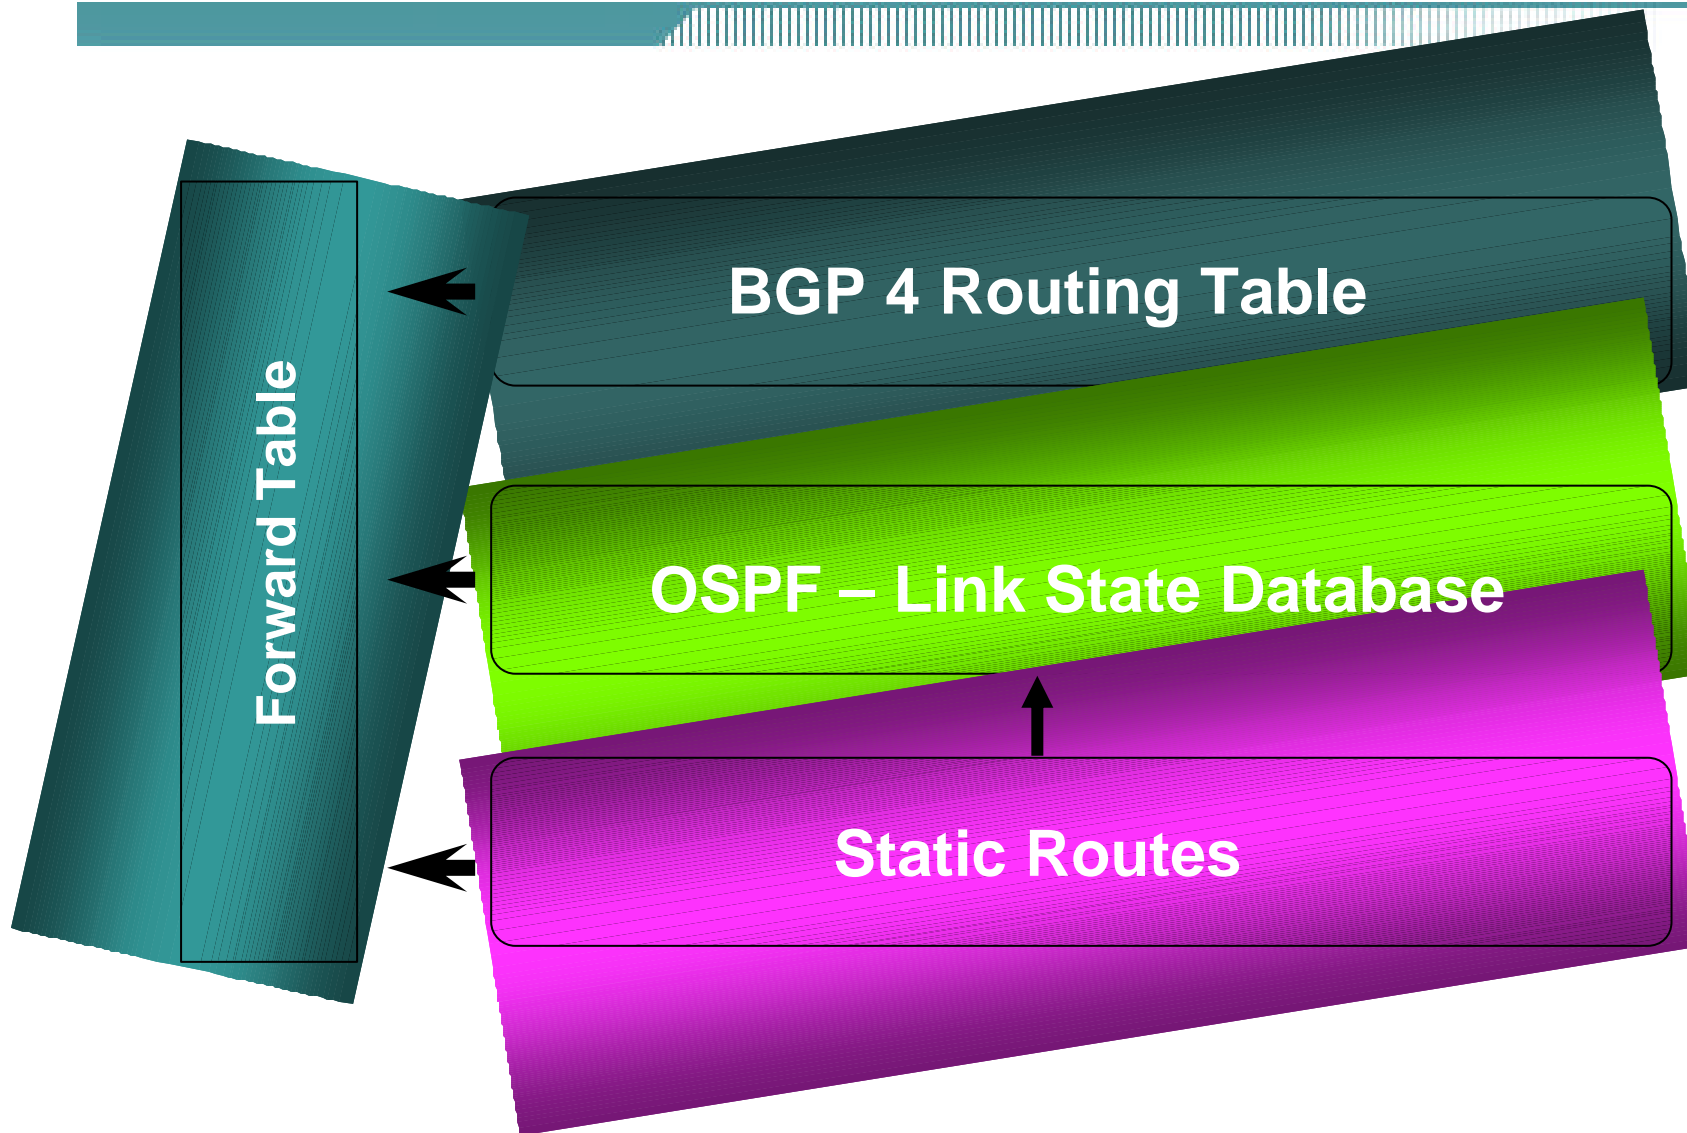 BGP 4 Routing Table
Forward Table
OSPF – Link State Database
Static Routes